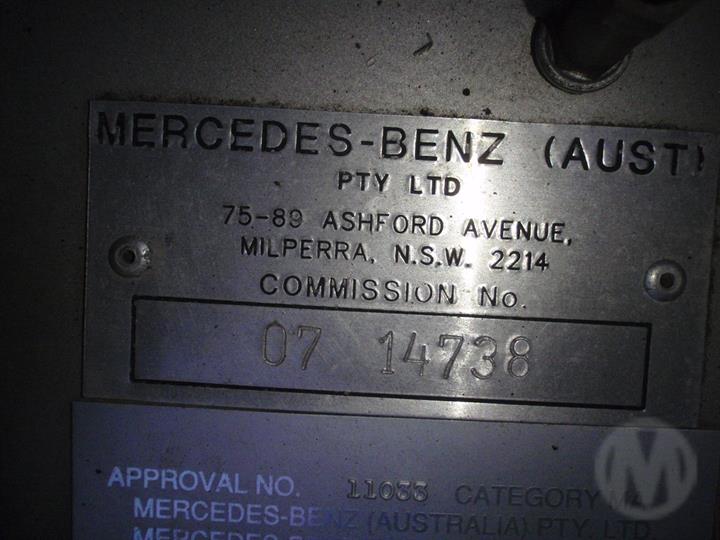 MERCEDES-BENZ (AUST)
PTY LTD
75-89 ASHFORD AVENUE,
MILPERRA, N.S.W. 2214
COMMISSION No.
07 14738
APPROVAL NO. 11033 CATEGORY
MERCEDES-BENZ (AUSTRALIA) PTY. LTD.
MERCEDES-
M